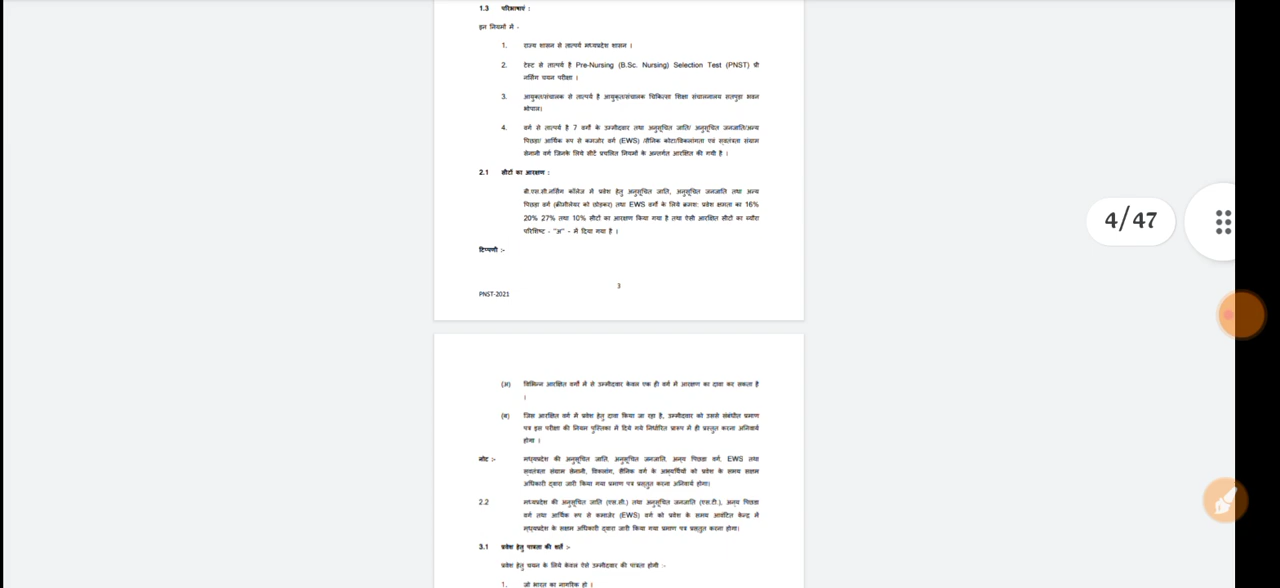 1.3 परिभाषाएं :
इन नियमों में -
1. राज्य शासन से तात्पर्य मध्यप्रदेश शासन ।
2. टेस्ट से तात्पर्य है Pre-Nursing (B.Sc. Nursing) Selection Test (PNST) प्री
नर्सिंग चयन परीक्षा ।
3. आयुक्त/संचालक से तात्पर्य है आयुक्त/संचालक चिकित्सा शिक्षा संचालनालय सतपुड़ा भवन
भोपाल।
4. वर्ग से तात्पर्य है 7 वर्गो के उम्मीदवार तथा अनुसूचित जाति/ अनुसूचित जनजाति/अन्य
पिछड़ा/ आर्थिक रूप से कमजोर वर्ग (EWS) /सैनिक कोटा/विकलांगता एवं स्वतंत्रता संग्राम
सेनानी वर्ग जिनके लिये सीटें प्रचलित नियमों के अन्तर्गत आरक्षित की गयी है ।
2.1 सीटों का आरक्षण :
बी.एस.सी.नर्सिंग कॉलेज में प्रवेश हेतु अनुसूचित जाति, अनुसूचित जनजाति तथा अन्य
पिछड़ा वर्ग (क्रीमीलेयर को छोड़कर) तथा EWS वर्गो के लिये क्रमश: प्रवेश क्षमता का 16%
20% 27% तथा 10% सीटों का आरक्षण किया गया है तथा ऐसी आरक्षित सीटों का ब्यौरा
परिशिष्ट - "अ" - में दिया गया है ।
टिप्पणी :-
3
PNST-2021
4/47
(अ) विभिन्न आरक्षित वर्गों में से उम्मीदवार केवल एक ही वर्ग में आरक्षण का दावा कर सकता है
।
(ब) जिस आरक्षित वर्ग में प्रवेश हेतु दावा किया जा रहा है, उम्मीदवार को उससे संबंधित प्रमाण
पत्र इस परीक्षा की नियम पुस्तिका में दिये गये निर्धारित प्रारूप में ही प्रस्तुत करना अनिवार्य
होगा ।
नोट :- मध्यप्रदेश की अनुसूचित जाति, अनुसूचित जनजाति, अन्य पिछड़ा वर्ग, EWS तथा
स्वतंत्रता संग्राम सेनानी, विकलांग, सैनिक वर्ग के अभ्यर्थियों को प्रवेश के समय सक्षम
अधिकारी द्वारा जारी किया गया प्रमाण पत्र प्रस्तुत करना अनिवार्य होगा।
2.2 मध्यप्रदेश की अनुसूचित जाति (एस.सी.) तथा अनुसूचित जनजाति (एस.टी.), अन्य पिछड़ा
वर्ग तथा आर्थिक रूप से कमजोर (EWS) वर्ग को प्रवेश के समय आवंटित केन्द्र में
मध्यप्रदेश के सक्षम अधिकारी द्वारा जारी किया गया प्रमाण पत्र प्रस्तुत करना होगा।
3.1 प्रवेश हेतु पात्रता की शर्तें :-
प्रवेश हेतु चयन के लिये केवल ऐसे उम्मीदवार की पात्रता होगी :-
1. जो भारत का नागरिक हो ।